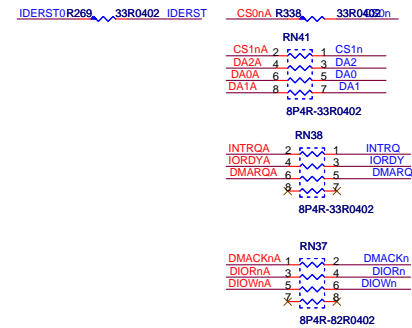 IDERST0 R269 33R0402 IDERST
CS0nA R338 33R0402 CS0n
RN41
CS1nA 2 1 CS1n
DA2A 4 3 DA2
DA0A 6 5 DA0
DA1A 8 7 DA1
8P4R-33R0402
RN38
INTRQA 2 1 INTRQ
IORDYA 4 3 IORDY
DMARQA 6 5 DMARQ
8 7
8P4R-33R0402
RN37
DMACKnA 1 2 DMACKn
DIORnA 3 4 DIORn
DIOWnA 5 6 DIOWn
7 8
8P4R-82R0402